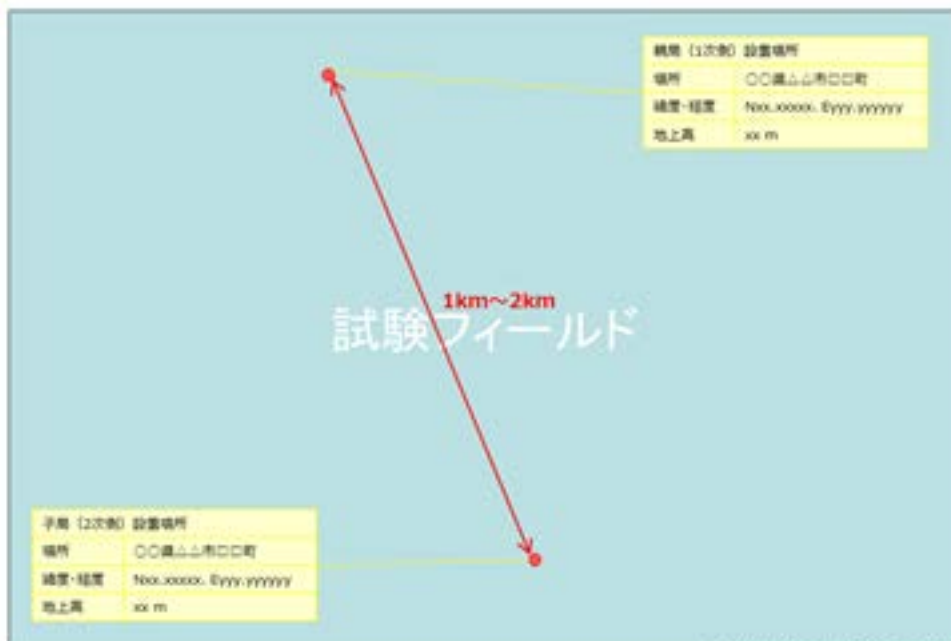 親局（1次側）設置場所
場所 〇〇県△△市□□町
緯度・経度 Nxx.xxxxx. Eyyy.yyyyyy
地上高 xx m
1km～2km
試験フィールド
子局（2次側）設置場所
場所 〇〇県△△市□□町
緯度・経度 Nxx.xxxxx. Eyyy.yyyyyy
地上高 xx m